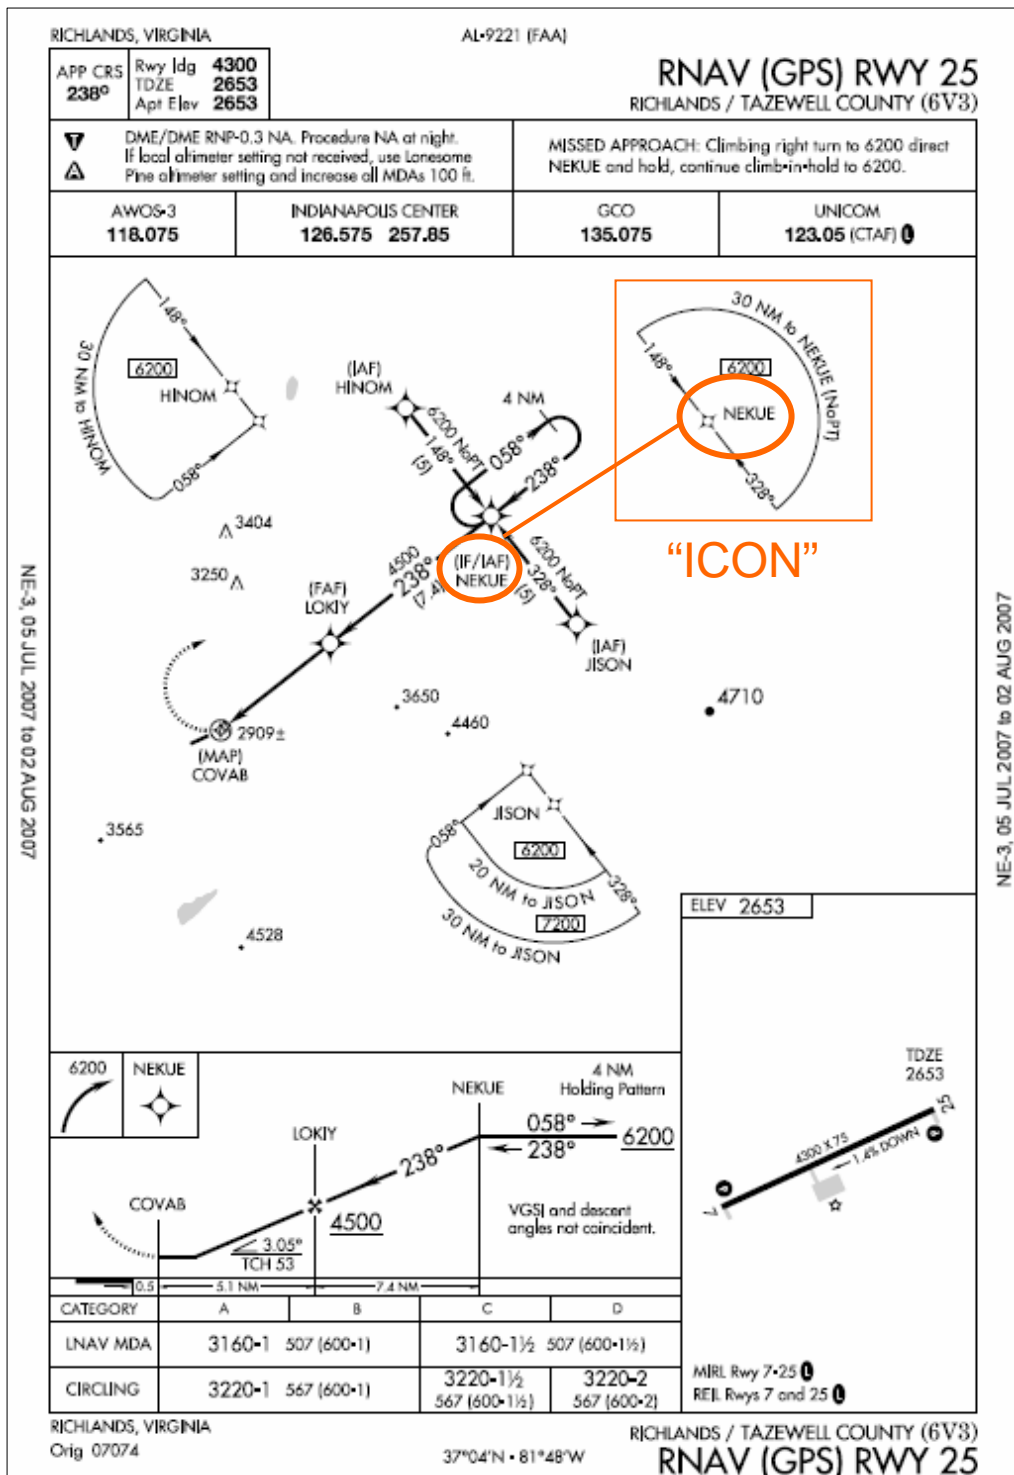 RICHLANDS, VIRGINIA
AL-9221 (FAA)
APP CRS
238°
Rwy ldg 4300
TDZE 2653
Apt Elev 2653
RNAV (GPS) RWY 25
RICHLANDS / TAZEWELL COUNTY (6V3)
T
A
DME/DME RNP-0.3 NA. Procedure NA at night.
If local altimeter setting not received, use Lonesome
Pine altimeter setting and increase all MDAs 100 ft.
MISSED APPROACH: Climbing right turn to 6200 direct
NEKUE and hold, continue climb-in-hold to 6200.
AWOS-3
118.075
INDIANAPOLIS CENTER
126.575 257.85
GCO
135.075
UNICOM
123.05 (CTAF) L
148°
6200
HINOM
30 NM to HINOM
058°
(IAF)
HINOM
6200 NoPT
148°
(5)
4 NM
058°
238°
30 NM to NEKUE (NoPT)
148°
6200
NEKUE
328°
"ICON"
3404
3250
(FAF)
LOKIY
4500
238°
(7.4)
(IF/IAF)
NEKUE
6200 NoPT
328°
(5)
(IAF)
JISON
2909±
(MAP)
COVAB
3650
4460
4710
3565
4528
JISON
058°
6200
328°
20 NM to JISON
7200
30 NM to JISON
NE-3, 05 JUL 2007 to 02 AUG 2007
NE-3, 05 JUL 2007 to 02 AUG 2007
ELEV 2653
TDZE
2653
25
4300 X 75
1.4% DOWN
7
MIRL Rwy 7-25 L
REIL Rwys 7 and 25 L
6200
NEKUE
COVAB
LOKIY
NEKUE
4 NM
Holding Pattern
058°
238°
6200
238°
4500
3.05°
TCH 53
VGSI and descent
angles not coincident.
0.5
5.1 NM
7.4 NM
CATEGORY A B C D
LNAV MDA 3160-1 507 (600-1) 3160-1½ 507 (600-1½)
CIRCLING 3220-1 567 (600-1) 3220-1½ 567 (600-1½) 3220-2 567 (600-2)
RICHLANDS, VIRGINIA
Orig 07074
37°04'N - 81°48'W
RICHLANDS / TAZEWELL COUNTY (6V3)
RNAV (GPS) RWY 25